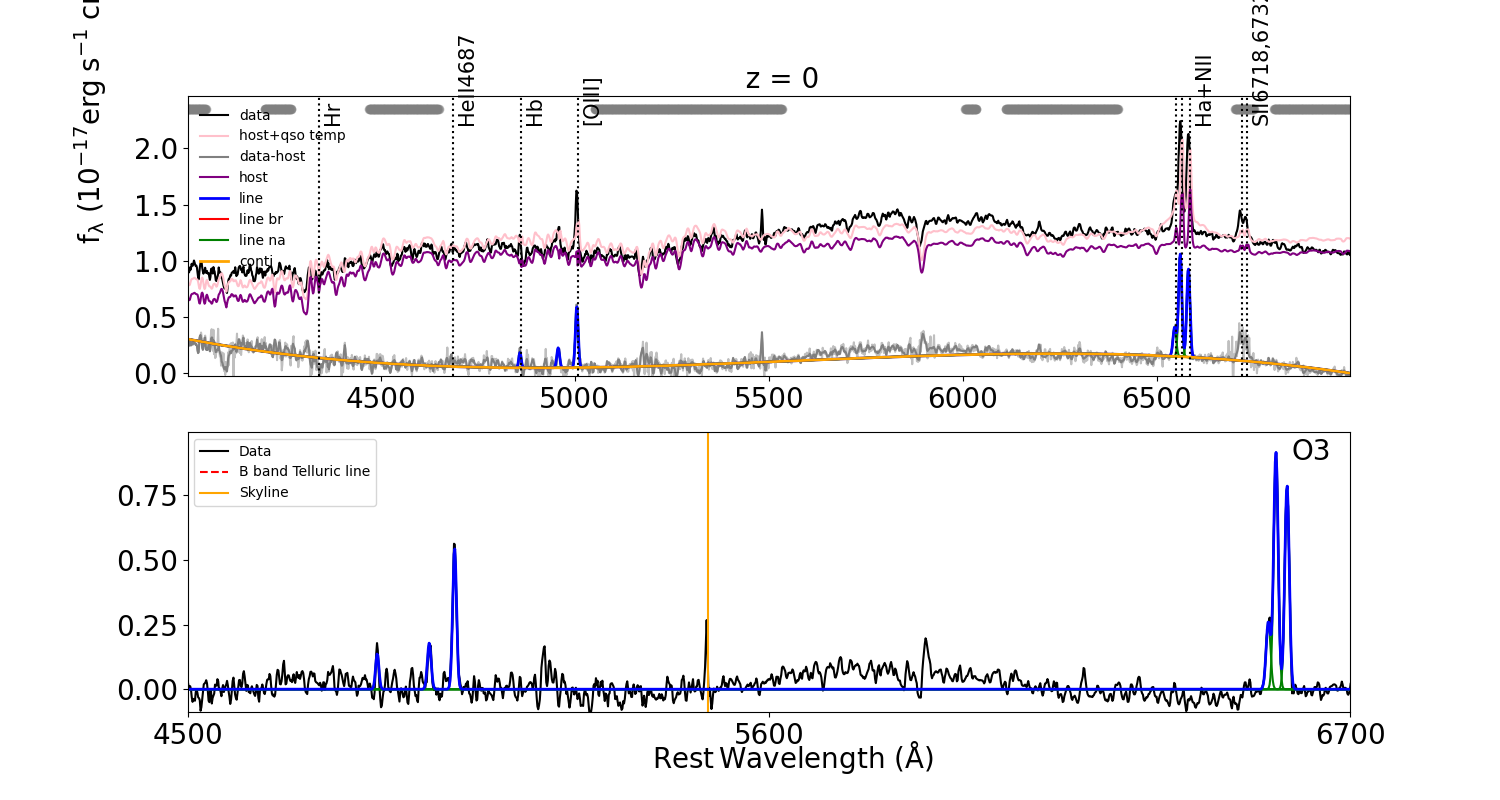 z = 0
f_λ (10⁻¹⁷erg s⁻¹
Hr
HeII4687
Hb
[OIII]
Ha+NII
SII6718,6732
data
host+qso temp
data-host
host
line
line br
line na
conti
2.0
1.5
1.0
0.5
0.0
4500 5000 5500 6000 6500
Data
B band Telluric line
Skyline
O3
0.75
0.50
0.25
0.00
4500 5600 6700
Rest Wavelength (Å)